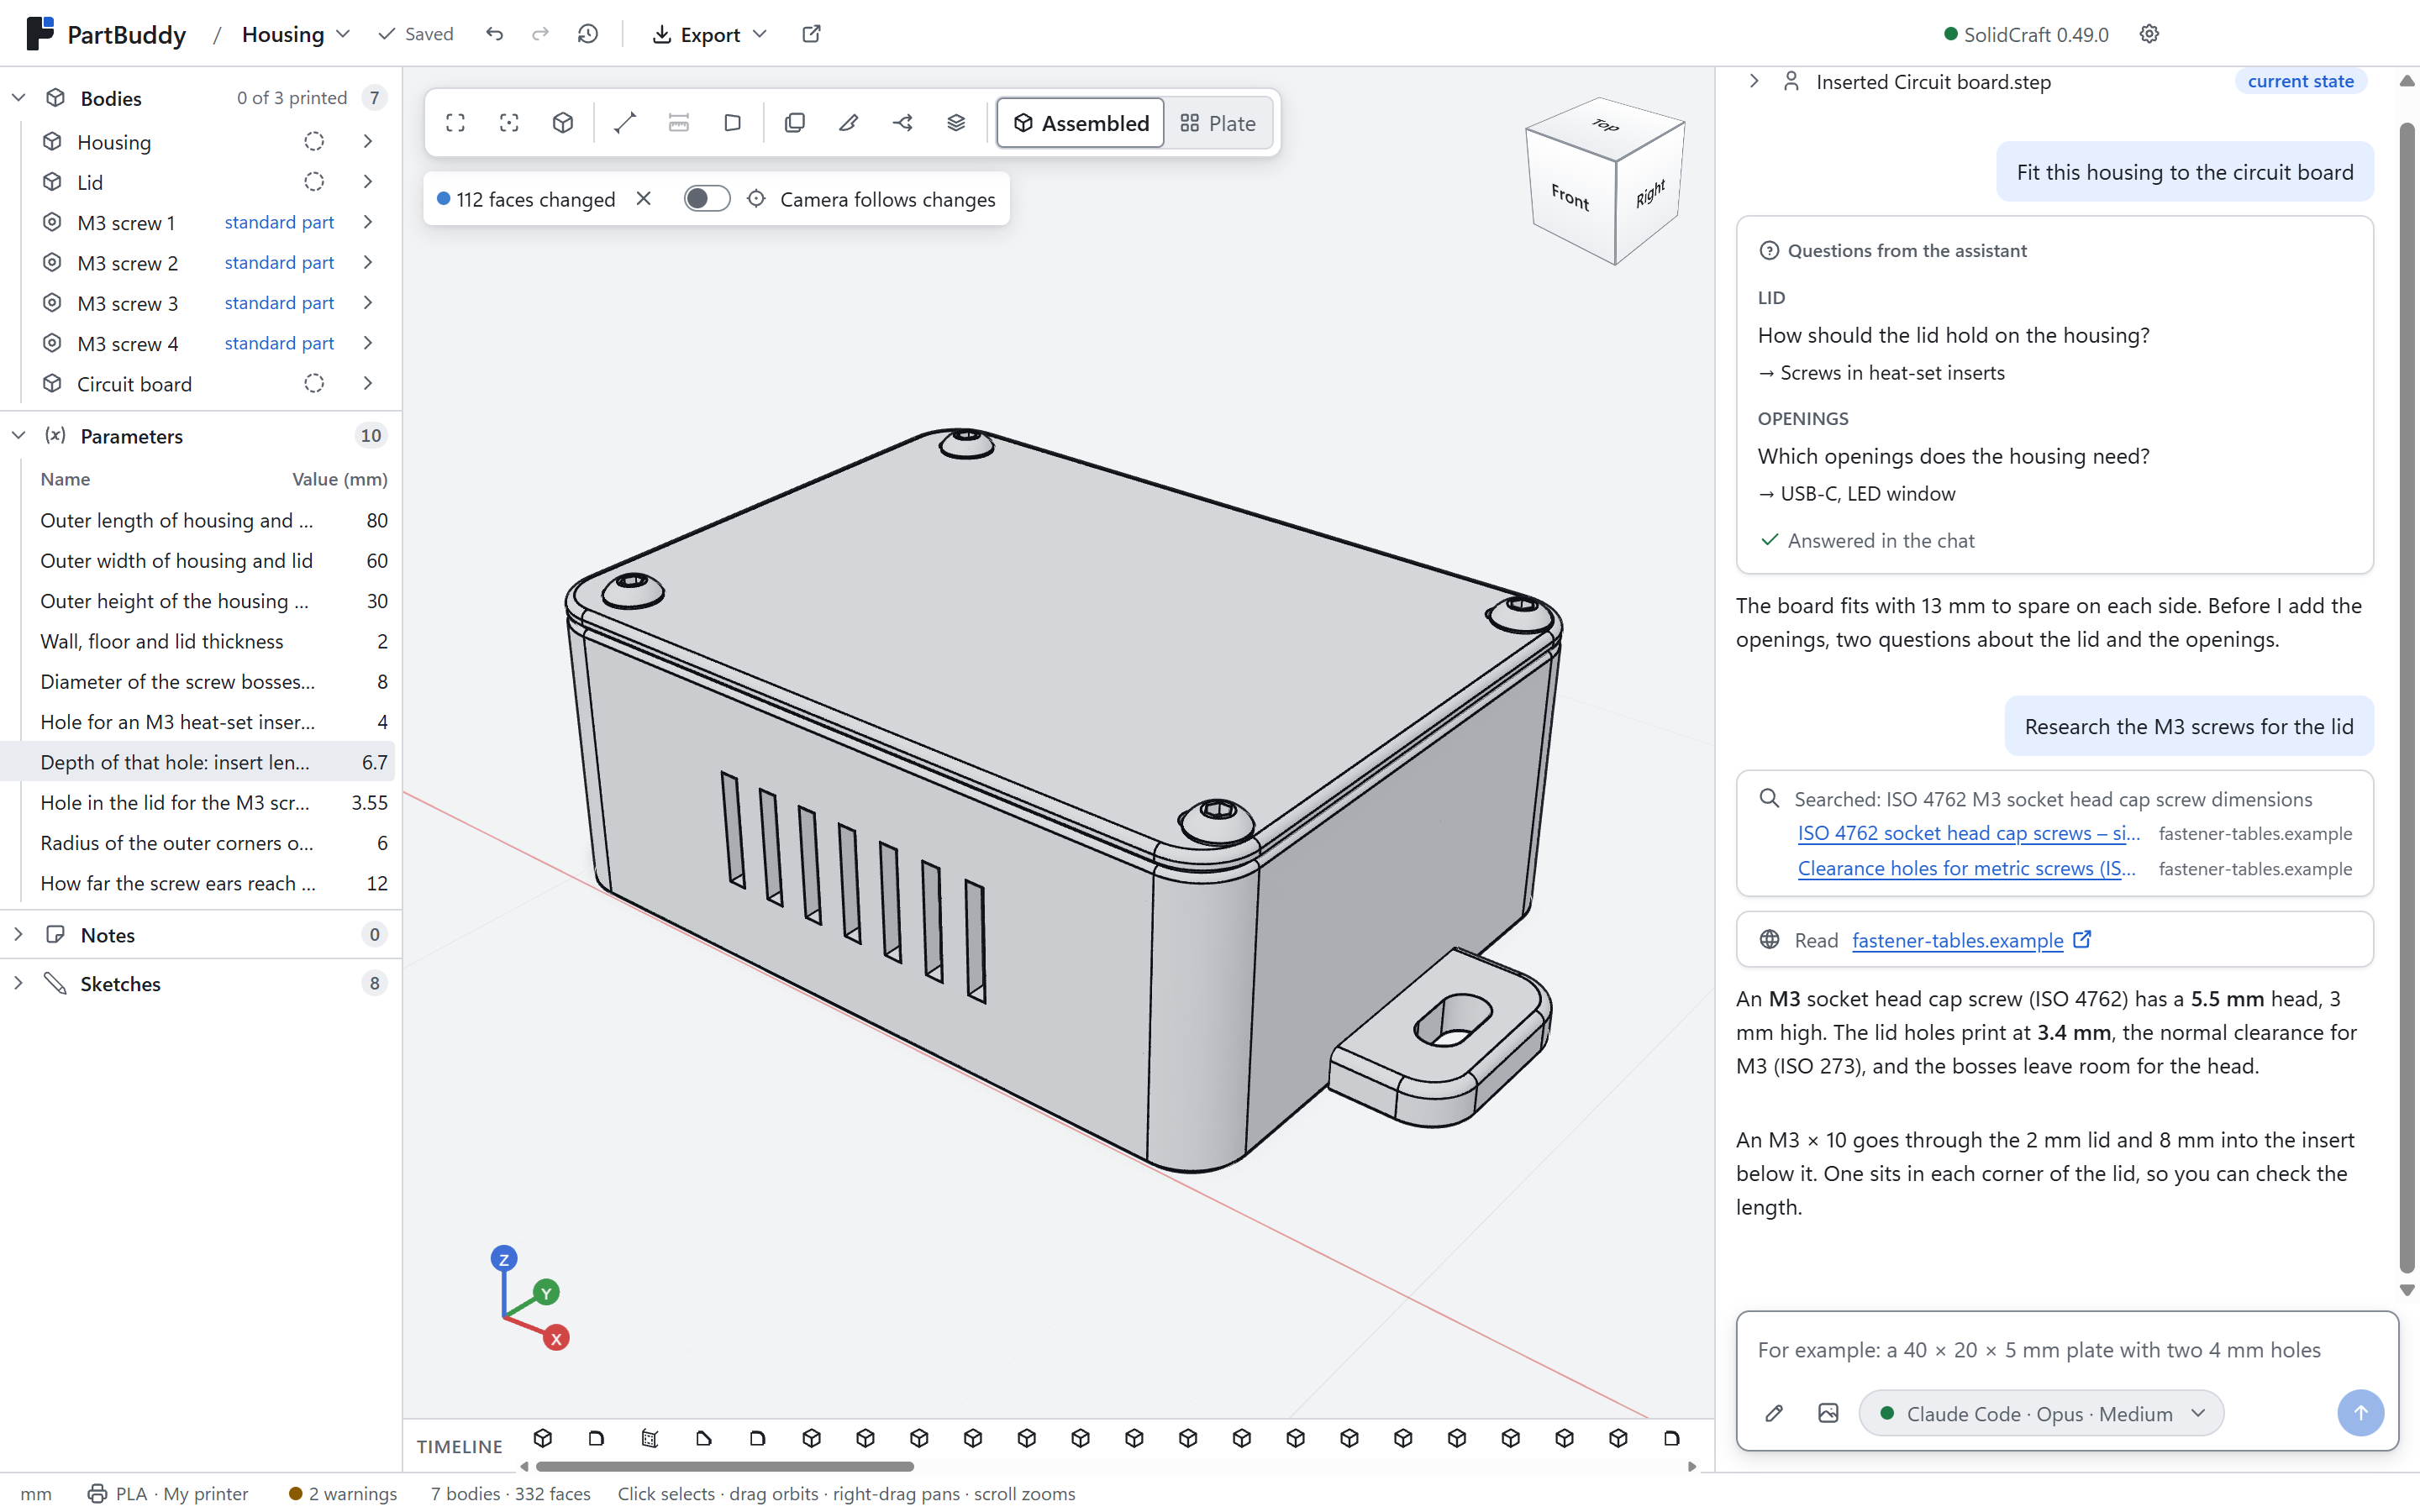 PartBuddy / Housing Saved Export SolidCraft 0.49.0
Bodies 0 of 3 printed 7
Housing
Lid
M3 screw 1 standard part
M3 screw 2 standard part
M3 screw 3 standard part
M3 screw 4 standard part
Circuit board
(x) Parameters 10
Name Value (mm)
Outer length of housing and ... 80
Outer width of housing and lid 60
Outer height of the housing ... 30
Wall, floor and lid thickness 2
Diameter of the screw bosses... 8
Hole for an M3 heat-set inser... 4
Depth of that hole: insert len... 6.7
Hole in the lid for the M3 scr... 3.55
Radius of the outer corners o... 6
How far the screw ears reach ... 12
Notes 0
Sketches 8
Assembled Plate
112 faces changed Camera follows changes
Top
Front Right
Z
Y
X
TIMELINE
Inserted Circuit board.step current state
Fit this housing to the circuit board
Questions from the assistant
LID
How should the lid hold on the housing?
→ Screws in heat-set inserts
OPENINGS
Which openings does the housing need?
→ USB-C, LED window
Answered in the chat
The board fits with 13 mm to spare on each side. Before I add the
openings, two questions about the lid and the openings.
Research the M3 screws for the lid
Searched: ISO 4762 M3 socket head cap screw dimensions
ISO 4762 socket head cap screws – si... fastener-tables.example
Clearance holes for metric screws (IS... fastener-tables.example
Read fastener-tables.example
An M3 socket head cap screw (ISO 4762) has a 5.5 mm head, 3
mm high. The lid holes print at 3.4 mm, the normal clearance for
M3 (ISO 273), and the bosses leave room for the head.
An M3 × 10 goes through the 2 mm lid and 8 mm into the insert
below it. One sits in each corner of the lid, so you can check the
length.
For example: a 40 × 20 × 5 mm plate with two 4 mm holes
Claude Code · Opus · Medium
mm PLA · My printer 2 warnings 7 bodies · 332 faces Click selects · drag orbits · right-drag pans · scroll zooms